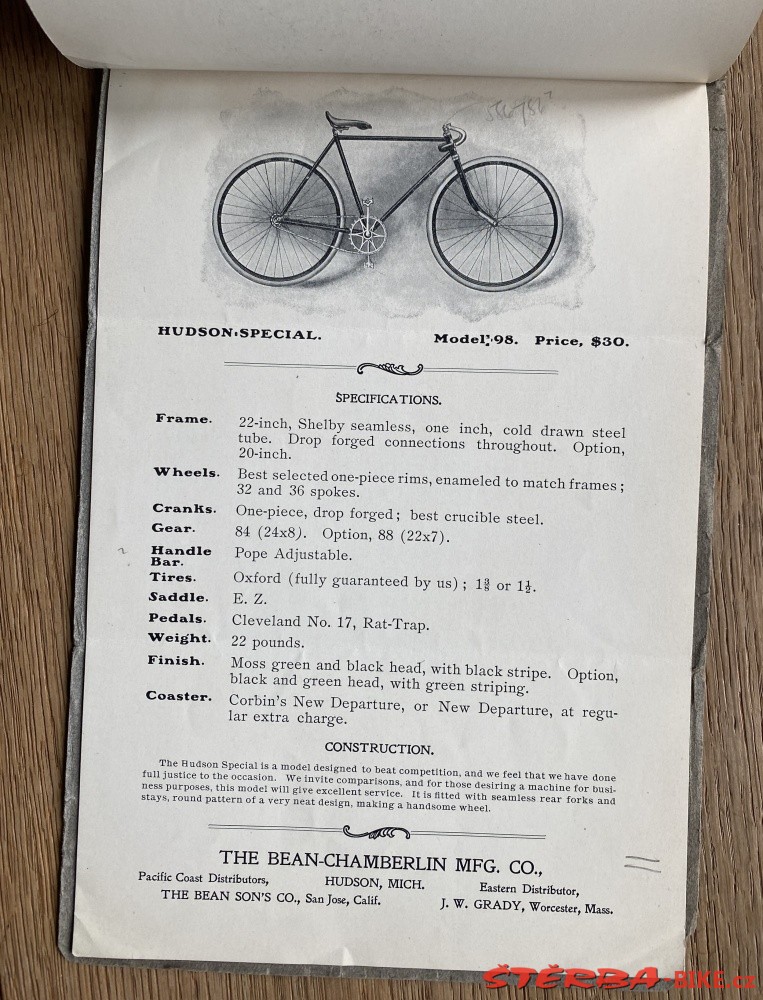 HUDSON SPECIAL. Model 98. Price, $30.
SPECIFICATIONS.
Frame. 22-inch, Shelby seamless, one inch, cold drawn steel
tube. Drop forged connections throughout. Option,
20-inch.
Wheels. Best selected one-piece rims, enameled to match frames;
32 and 36 spokes.
Cranks. One-piece, drop forged; best crucible steel.
Gear. 84 (24x8). Option, 88 (22x7).
Handle Pope Adjustable.
Bar.
Tires. Oxford (fully guaranteed by us); 1⅜ or 1½.
Saddle. E. Z.
Pedals. Cleveland No. 17, Rat-Trap.
Weight. 22 pounds.
Finish. Moss green and black head, with black stripe. Option,
black and green head, with green striping.
Coaster. Corbin's New Departure, or New Departure, at regu-
lar extra charge.
CONSTRUCTION.
The Hudson Special is a model designed to beat competition, and we feel that we have done
full justice to the occasion. We invite comparisons, and for those desiring a machine for busi-
ness purposes, this model will give excellent service. It is fitted with seamless rear forks and
stays, round pattern of a very neat design, making a handsome wheel.
THE BEAN-CHAMBERLIN MFG. CO.,
Pacific Coast Distributors, HUDSON, MICH. Eastern Distributor,
THE BEAN SON'S CO., San Jose, Calif. J. W. GRADY, Worcester, Mass.
ŠTĚRBA-BIKE.cz